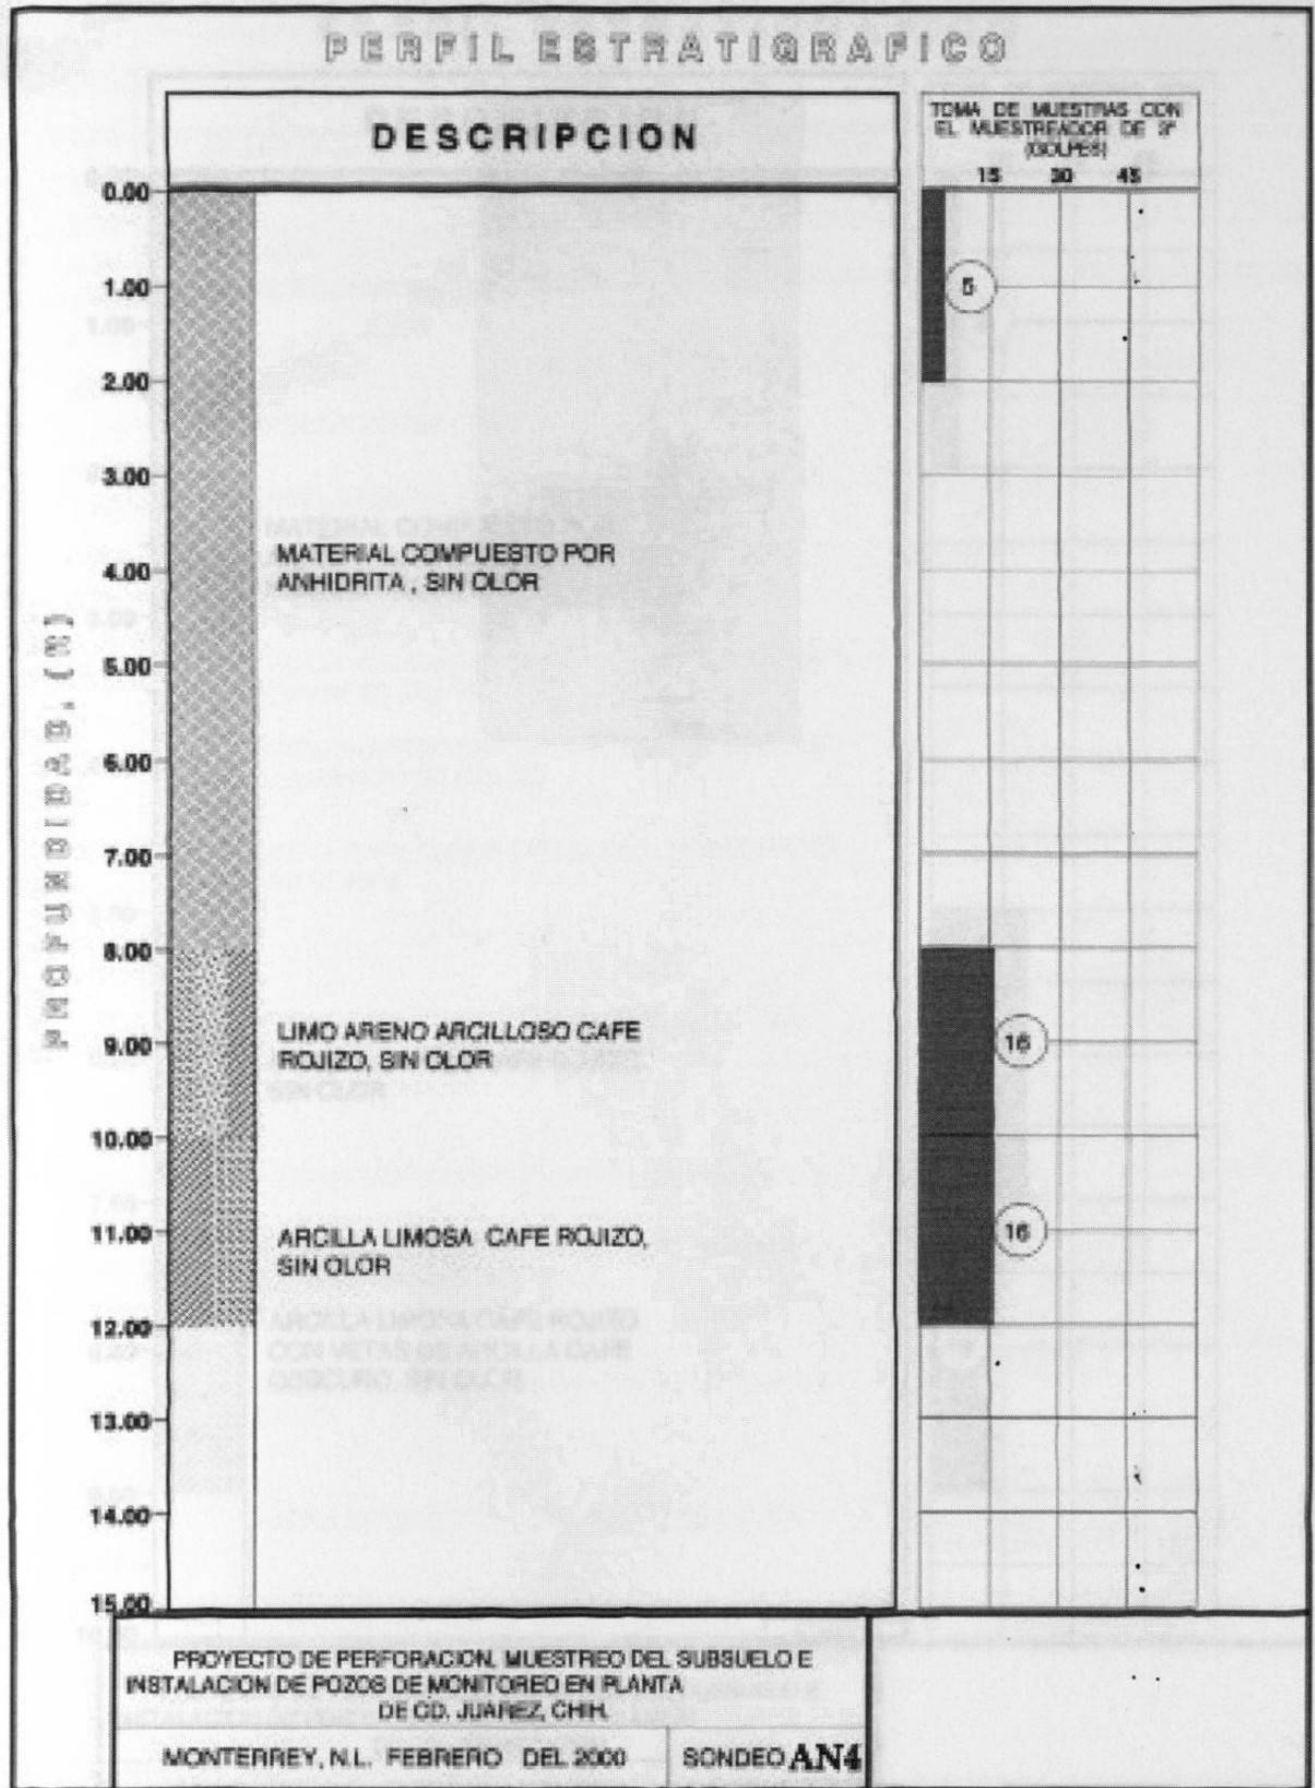 PERFIL ESTRATIGRAFICO
DESCRIPCION
TOMA DE MUESTRAS CON
EL MUESTREADOR DE 3"
(GOLPES)
15 30 45
PROFUNDIDAD, (M)
0.00
1.00
5
2.00
3.00
MATERIAL COMPUESTO POR
4.00
ANHIDRITA , SIN OLOR
5.00
6.00
7.00
8.00
LIMO ARENO ARCILLOSO CAFE
9.00
16
ROJIZO, SIN OLOR
10.00
11.00
ARCILLA LIMOSA CAFE ROJIZO,
16
SIN OLOR
12.00
13.00
14.00
15.00
PROYECTO DE PERFORACION, MUESTREO DEL SUBSUELO E
INSTALACION DE POZOS DE MONITOREO EN PLANTA
DE CD. JUAREZ, CHIH.
MONTERREY, N.L. FEBRERO DEL 2000
SONDEO AN4